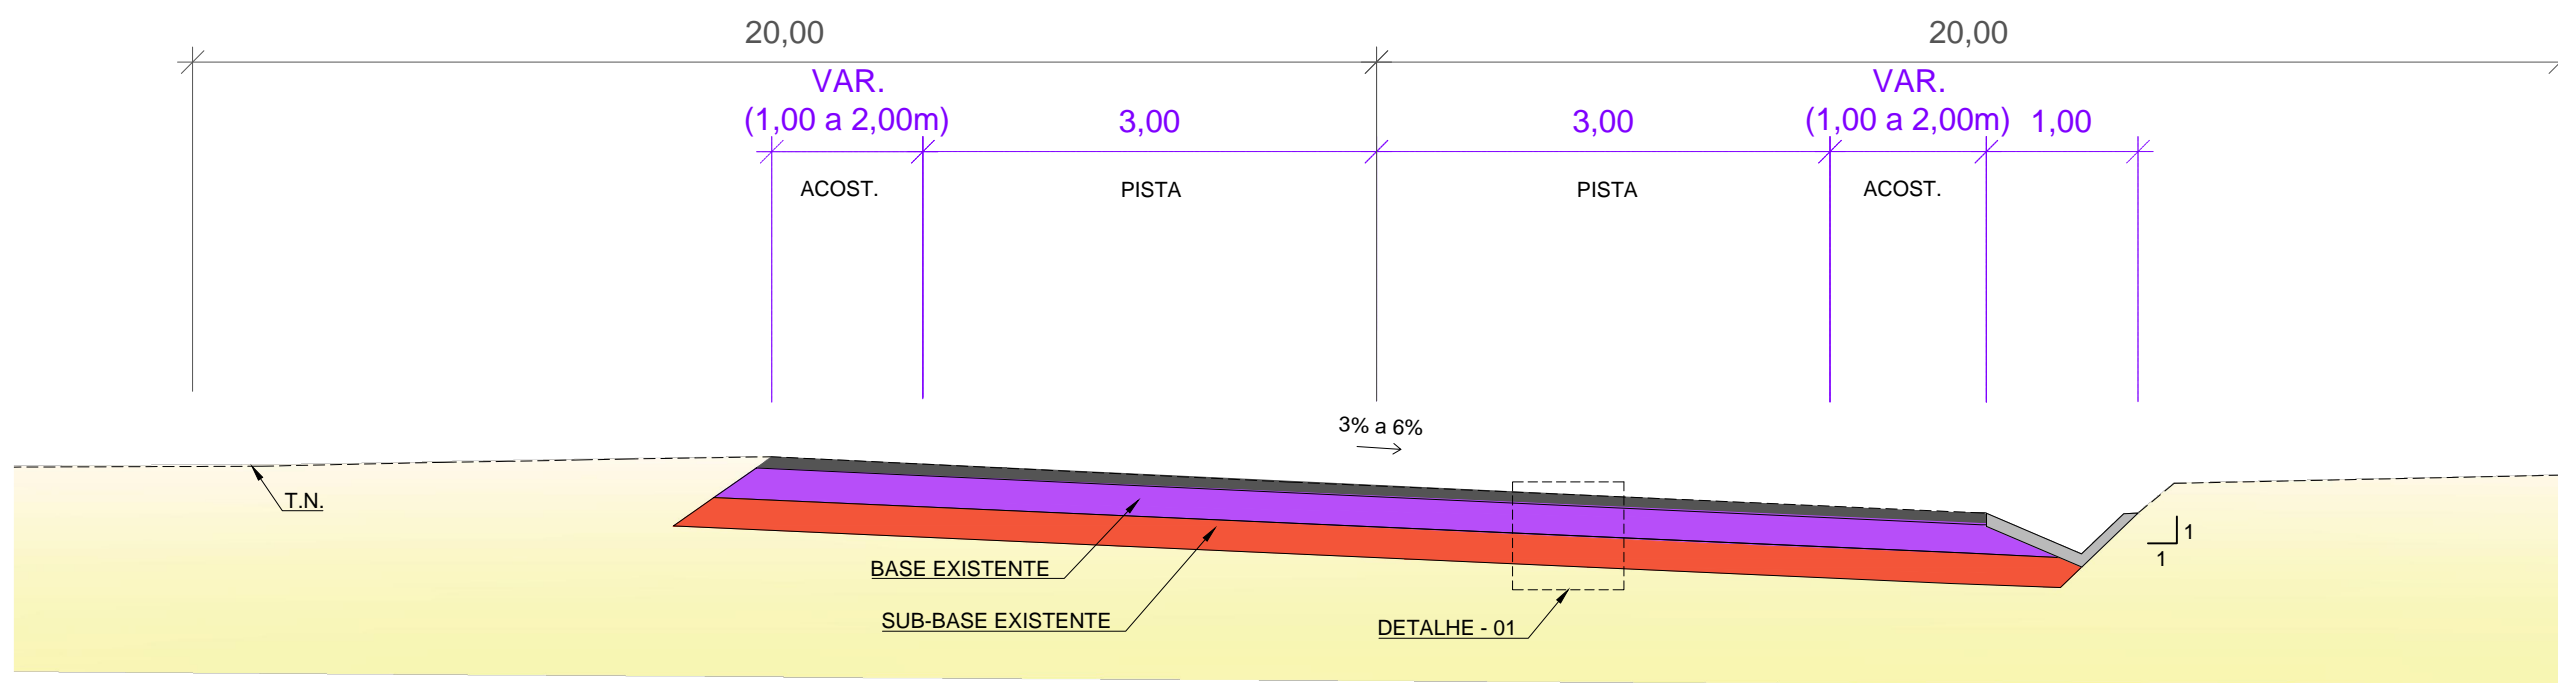 20,00
20,00
VAR.
(1,00 a 2,00m)
3,00
3,00
VAR.
(1,00 a 2,00m)
1,00
ACOST.
PISTA
PISTA
ACOST.
3% a 6%
T.N.
1
1
BASE EXISTENTE
SUB-BASE EXISTENTE
DETALHE - 01